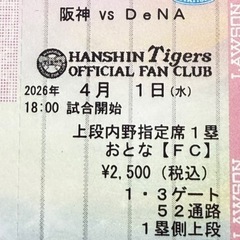 阪神 vs DeNA
HANSHIN Tigers
OFFICIAL FAN CLUB
2026年 4月 1日(水)
18:00 試合開始
上段内野指定席1塁
おとな【FC】
¥2,500(税込)
1・3ゲート
52通路
1塁側上段
LAWSON
LAWSON